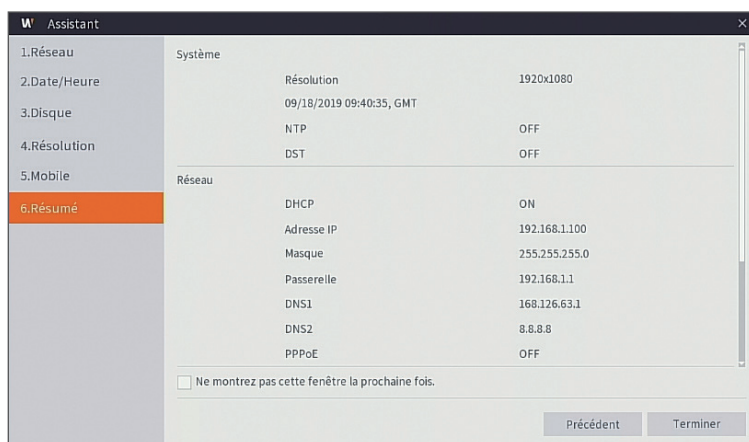 W Assistant
1.Réseau
2.Date/Heure
3.Disque
4.Résolution
5.Mobile
6.Résumé
Système
Résolution 1920x1080
09/18/2019 09:40:35, GMT
NTP OFF
DST OFF
Réseau
DHCP ON
Adresse IP 192.168.1.100
Masque 255.255.255.0
Passerelle 192.168.1.1
DNS1 168.126.63.1
DNS2 8.8.8.8
PPPoE OFF
Ne montrez pas cette fenêtre la prochaine fois.
Précédent Terminer